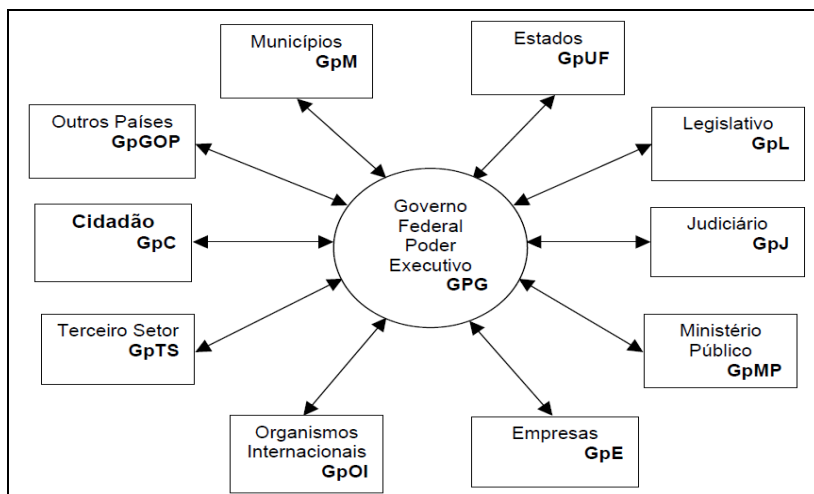 Municípios
GpM
Estados
GpUF
Outros Países
GpGOP
Legislativo
GpL
Cidadão
GpC
Governo
Federal
Poder
Executivo
GPG
Judiciário
GpJ
Terceiro Setor
GpTS
Ministério
Público
GpMP
Organismos
Internacionais
GpOI
Empresas
GpE